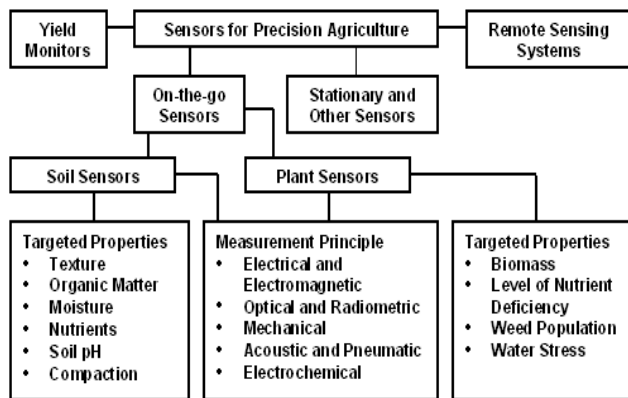 Yield
Monitors
Sensors for Precision Agriculture
Remote Sensing
Systems
On-the-go
Sensors
Stationary and
Other Sensors
Soil Sensors
Plant Sensors
Targeted Properties
• Texture
• Organic Matter
• Moisture
• Nutrients
• Soil pH
• Compaction
Measurement Principle
• Electrical and
Electromagnetic
• Optical and Radiometric
• Mechanical
• Acoustic and Pneumatic
• Electrochemical
Targeted Properties
• Biomass
• Level of Nutrient
Deficiency
• Weed Population
• Water Stress